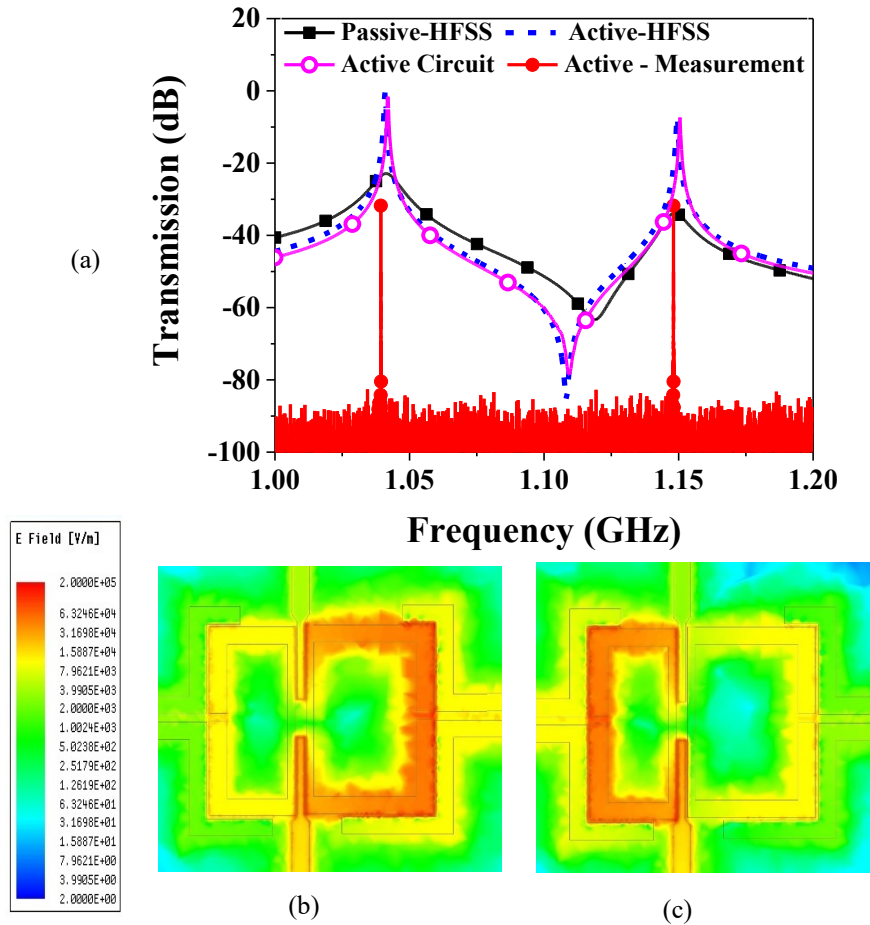 20
0
-20
-40
-60
-80
-100
Transmission (dB)
Passive-HFSS
Active-HFSS
Active Circuit
Active - Measurement
(a)
1.00
1.05
1.10
1.15
1.20
Frequency (GHz)
E Field [V/m]
2.0000E+05
6.3246E+04
3.1698E+04
1.5887E+04
7.9621E+03
3.9905E+03
2.0000E+03
1.0024E+03
5.0238E+02
2.5179E+02
1.2619E+02
6.3246E+01
3.1698E+01
1.5887E+01
7.9621E+00
3.9905E+00
2.0000E+00
(b)
(c)